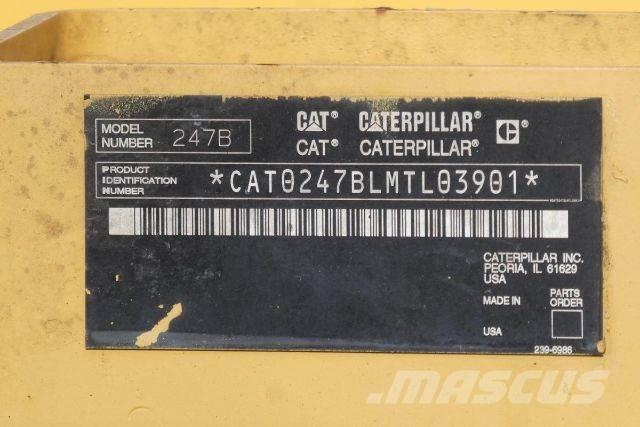 MODEL
NUMBER 247B
CAT® CATERPILLAR® C®
CAT® CATERPILLAR®
PRODUCT
IDENTIFICATION
NUMBER
*CAT0247BLMTL03901*
CATERPILLAR INC.
PEORIA, IL 61629
USA
MADE IN
PARTS
ORDER
USA
239-6986
MASCUS